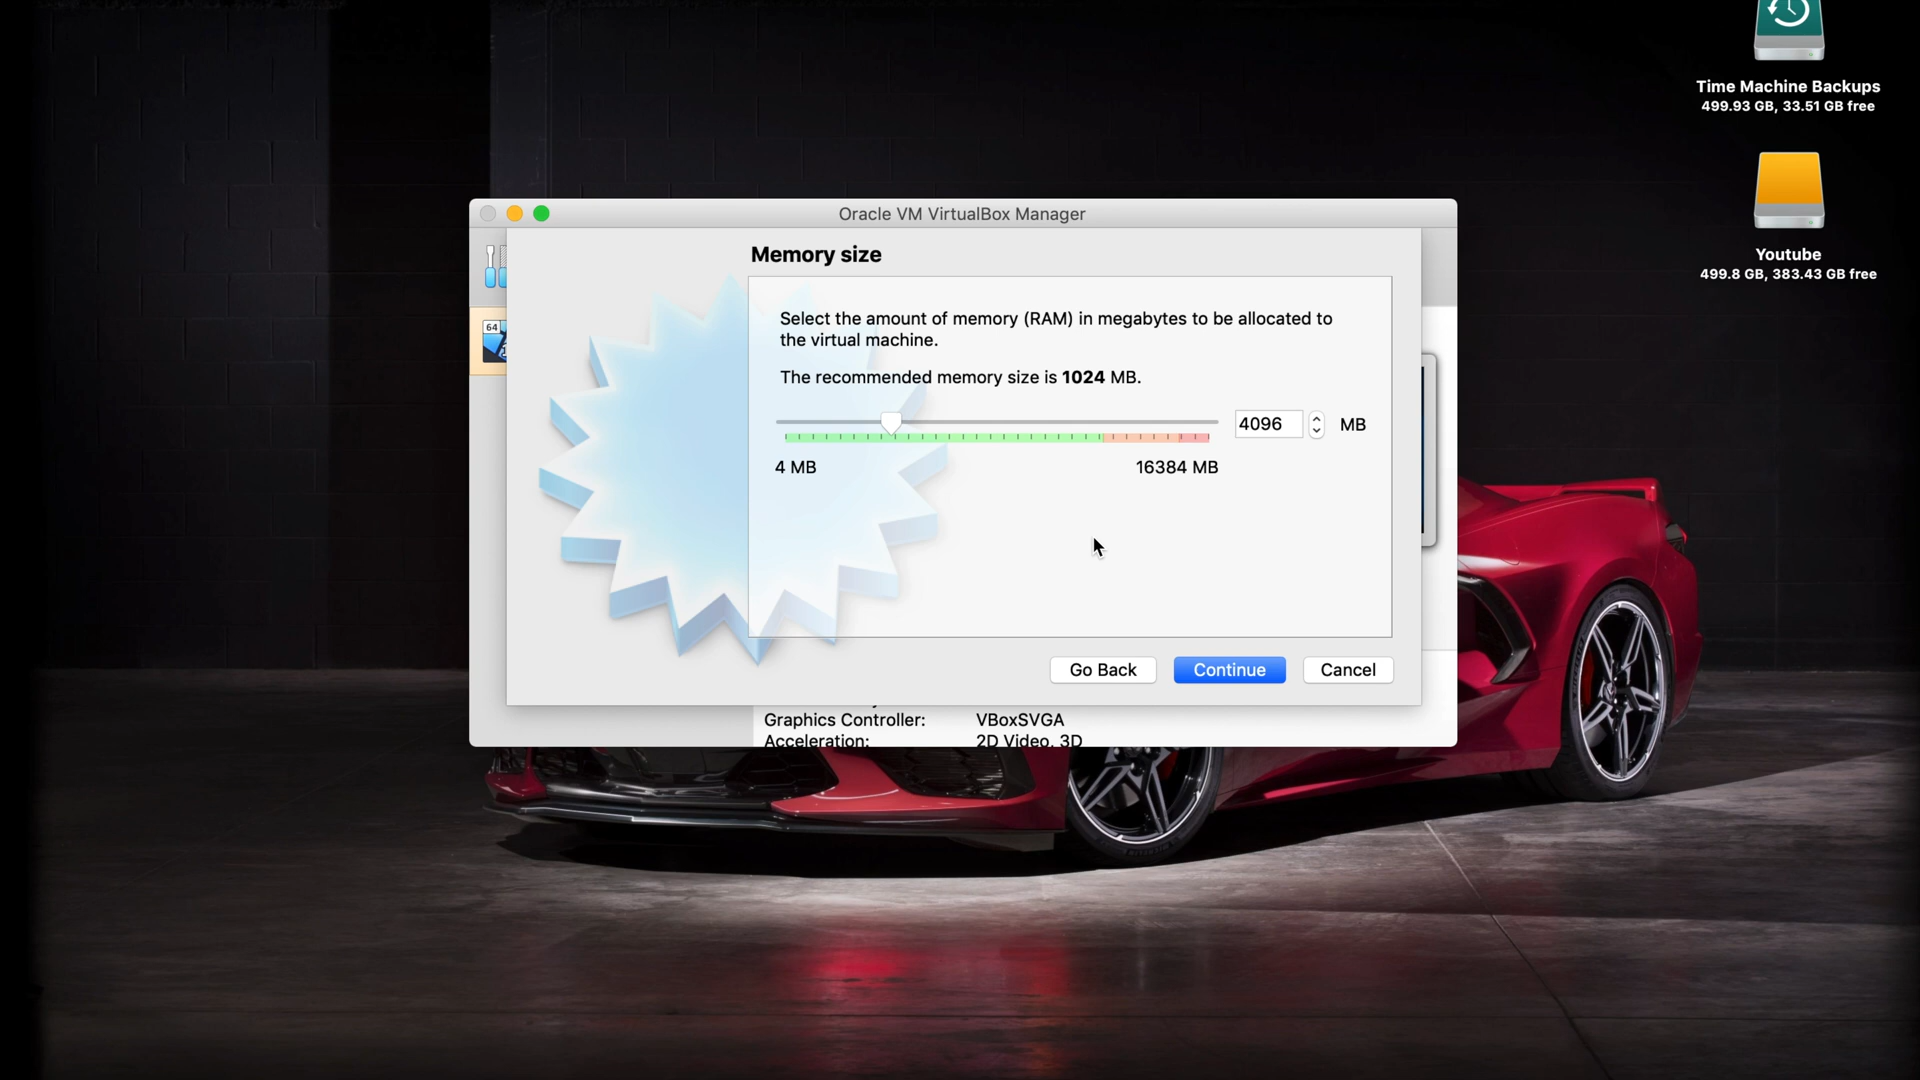 Time Machine Backups
499.93 GB, 33.51 GB free
Youtube
499.8 GB, 383.43 GB free
Oracle VM VirtualBox Manager
64
Memory size
Select the amount of memory (RAM) in megabytes to be allocated to
the virtual machine.
The recommended memory size is 1024 MB.
4096 MB
4 MB 16384 MB
Go Back Continue Cancel
Graphics Controller: VBoxSVGA
Acceleration: 2D Video, 3D